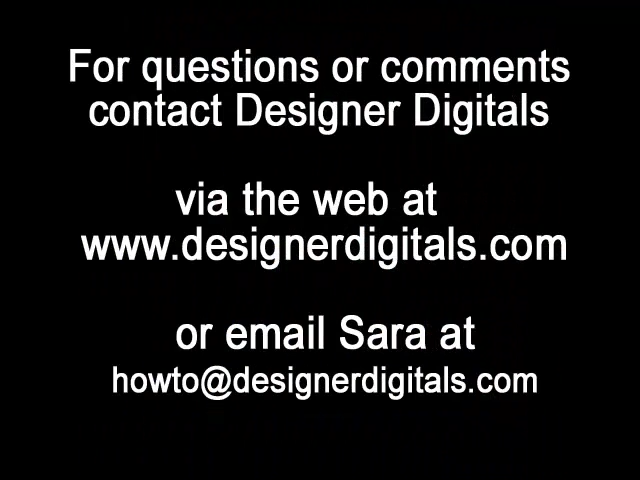 For questions or comments
contact Designer Digitals
via the web at
www.designerdigitals.com
or email Sara at
howto@designerdigitals.com